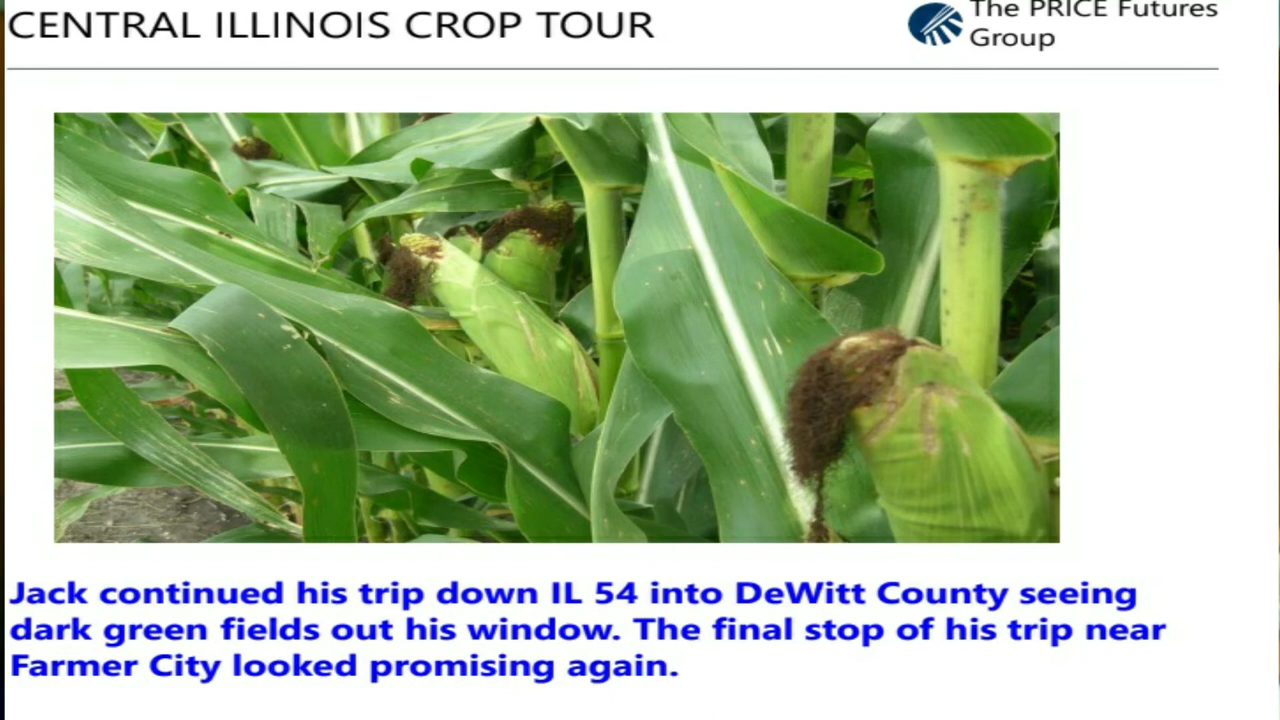 CENTRAL ILLINOIS CROP TOUR
The PRICE Futures
Group
Jack continued his trip down IL 54 into DeWitt County seeing
dark green fields out his window. The final stop of his trip near
Farmer City looked promising again.